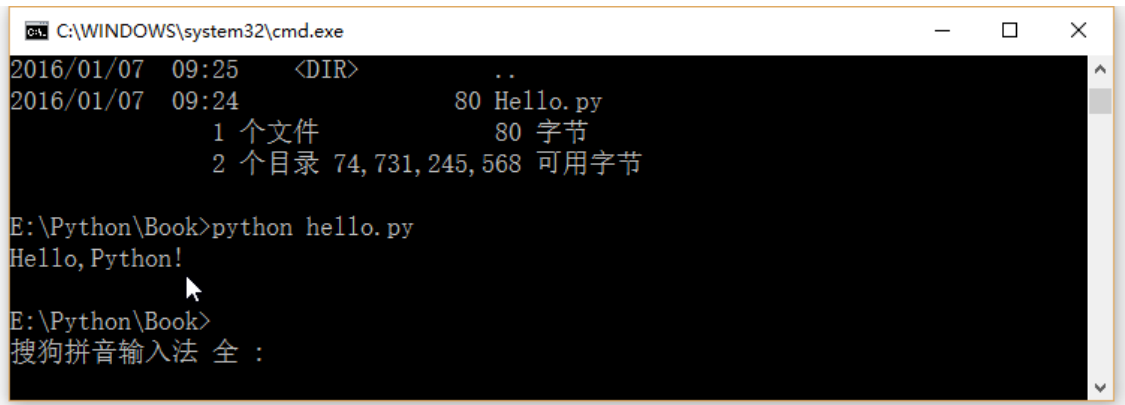 C:\WINDOWS\system32\cmd.exe
2016/01/07  09:25    <DIR>          ..
2016/01/07  09:24                80 Hello.py
               1 个文件             80 字节
               2 个目录 74,731,245,568 可用字节
E:\Python\Book>python hello.py
Hello,Python!
E:\Python\Book>
搜狗拼音输入法 全 :